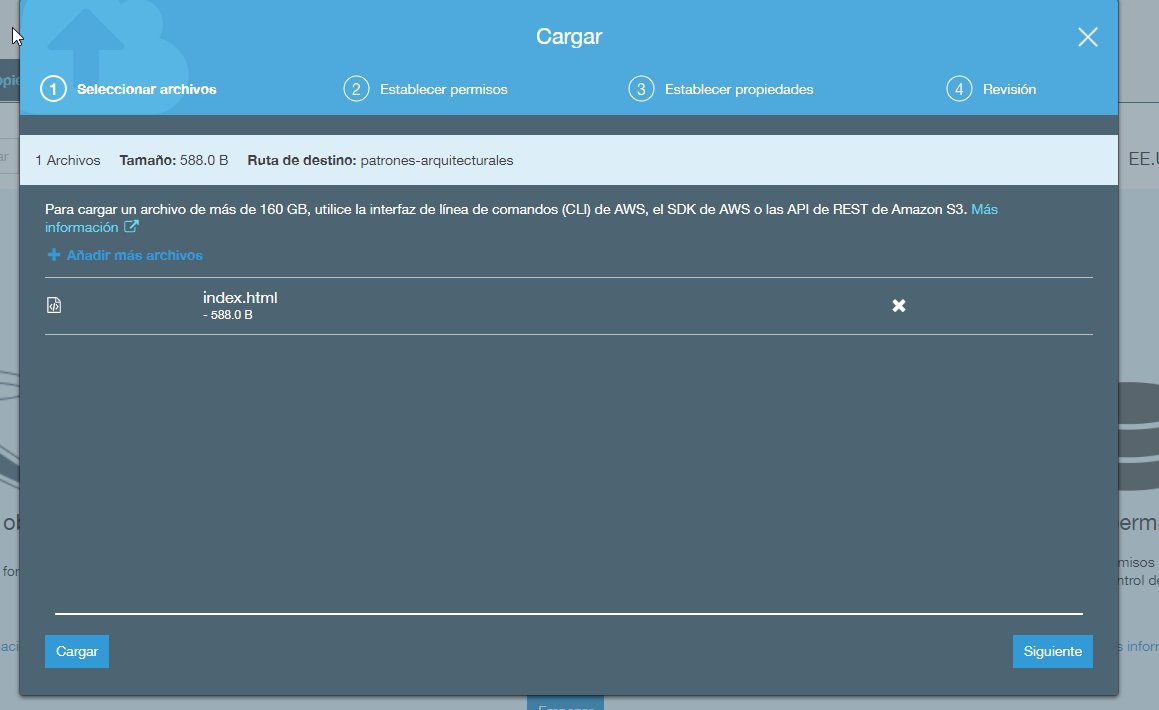 Cargar
1 Seleccionar archivos
2 Establecer permisos
3 Establecer propiedades
4 Revisión
1 Archivos Tamaño: 588.0 B Ruta de destino: patrones-arquitecturales
Para cargar un archivo de más de 160 GB, utilice la interfaz de línea de comandos (CLI) de AWS, el SDK de AWS o las API de REST de Amazon S3. Más
información
Añadir más archivos
index.html
- 588.0 B
Cargar
Siguiente